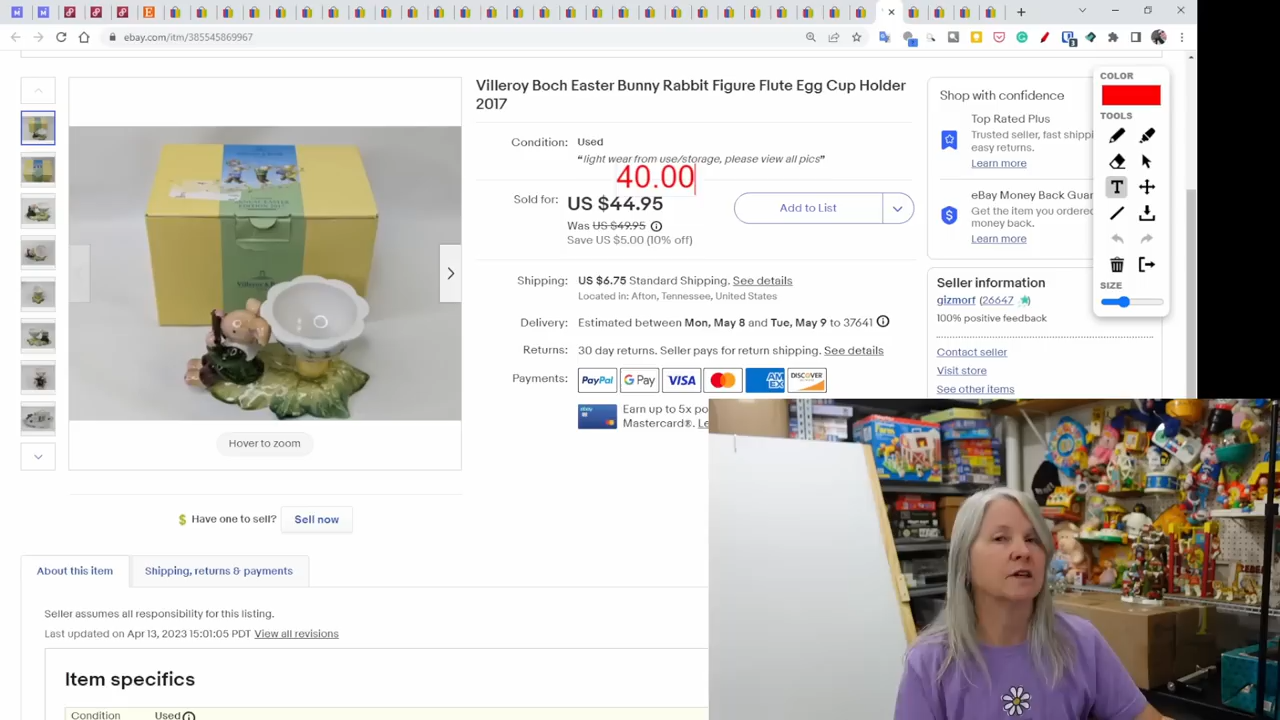 ebay.com/itm/385545869967
Villeroy Boch Easter Bunny Rabbit Figure Flute Egg Cup Holder
2017
Condition: Used
"light wear from use/storage, please view all pics"
40.00
Sold for: US $44.95
Was US $49.95
Save US $5.00 (10% off)
Add to List
Shipping: US $6.75 Standard Shipping. See details
Located in: Afton, Tennessee, United States
Delivery: Estimated between Mon, May 8 and Tue, May 9 to 37641
Returns: 30 day returns. Seller pays for return shipping. See details
Payments: PayPal G Pay VISA AMEX DISCOVER
Earn up to 5x po
Mastercard®. Le
Hover to zoom
Have one to sell? Sell now
About this item
Shipping, returns & payments
Seller assumes all responsibility for this listing.
Last updated on Apr 13, 2023 15:01:05 PDT View all revisions
Item specifics
Condition Used
Shop with confidence
Top Rated Plus
Trusted seller, fast shippi
easy returns.
Learn more
eBay Money Back Guar
Get the item you ordere
money back.
Learn more
Seller information
gizmorf (26647
100% positive feedback
Contact seller
Visit store
See other items
COLOR
TOOLS
T
SIZE